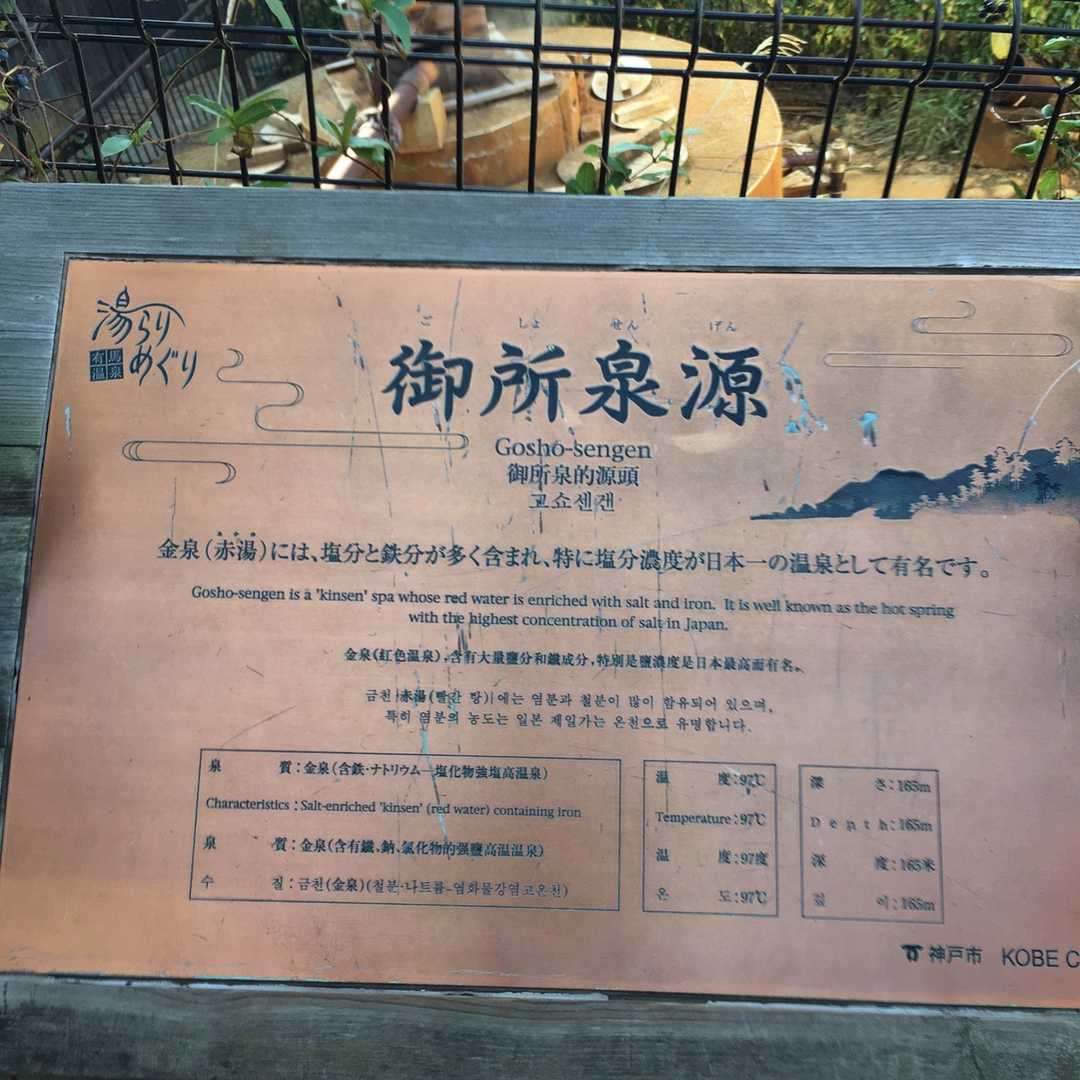 湯らり
めぐり
有馬
温泉
ご しょ せん げん
御所泉源
Gosho-sengen
御所泉的源頭
고쇼센갠
金泉(赤湯)には、塩分と鉄分が多く含まれ、特に塩分濃度が日本一の温泉として有名です。
Gosho-sengen is a 'kinsen' spa whose red water is enriched with salt and iron. It is well known as the hot spring
with the highest concentration of salt in Japan.
金泉(紅色温泉),含有大量鹽分和鐵成分,特別是鹽濃度是日本最高而有名。
금천 赤湯(빨간 탕)에는 염분과 철분이 많이 함유되어 있으며,
특히 염분의 농도는 일본 제일가는 온천으로 유명합니다.
泉 質:金泉(含鉄・ナトリウム―塩化物強塩高温泉)
Characteristics : Salt-enriched 'kinsen' (red water) containing iron
泉 質:金泉(含有鐵、鈉、氯化物的强鹽高温温泉)
수 질:금천(金泉)(철분·나트륨-염화물강염고온천)
温 度:97℃
Temperature:97℃
温 度:97度
온 도:97℃
深 さ:165m
Depth:165m
深 度:165米
깊 이:165m
神戸市 KOBE C